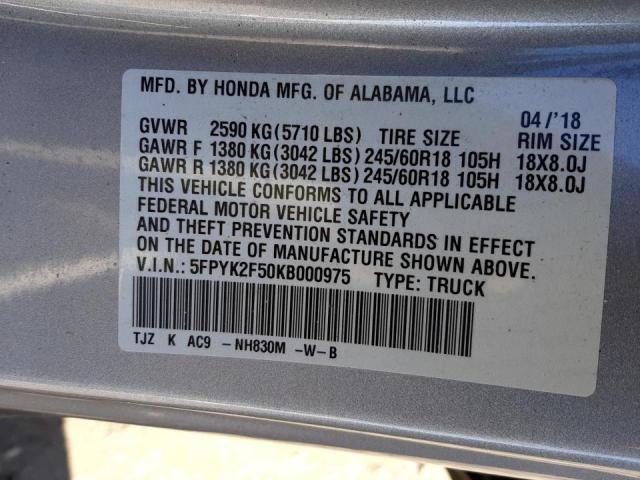 MFD. BY HONDA MFG. OF ALABAMA, LLC
04 /'18
GVWR 2590 KG (5710 LBS) TIRE SIZE RIM SIZE
GAWR F 1380 KG (3042 LBS) 245/60R18 105H 18X8.0J
GAWR R 1380 KG (3042 LBS) 245/60R18 105H 18X8.0J
THIS VEHICLE CONFORMS TO ALL APPLICABLE
FEDERAL MOTOR VEHICLE SAFETY
AND THEFT PREVENTION STANDARDS IN EFFECT
ON THE DATE OF MANUFACTURE SHOWN ABOVE.
V.I.N.: 5FPYK2F50KB000975 TYPE: TRUCK
TJZ K AC9 -NH830M -W-B